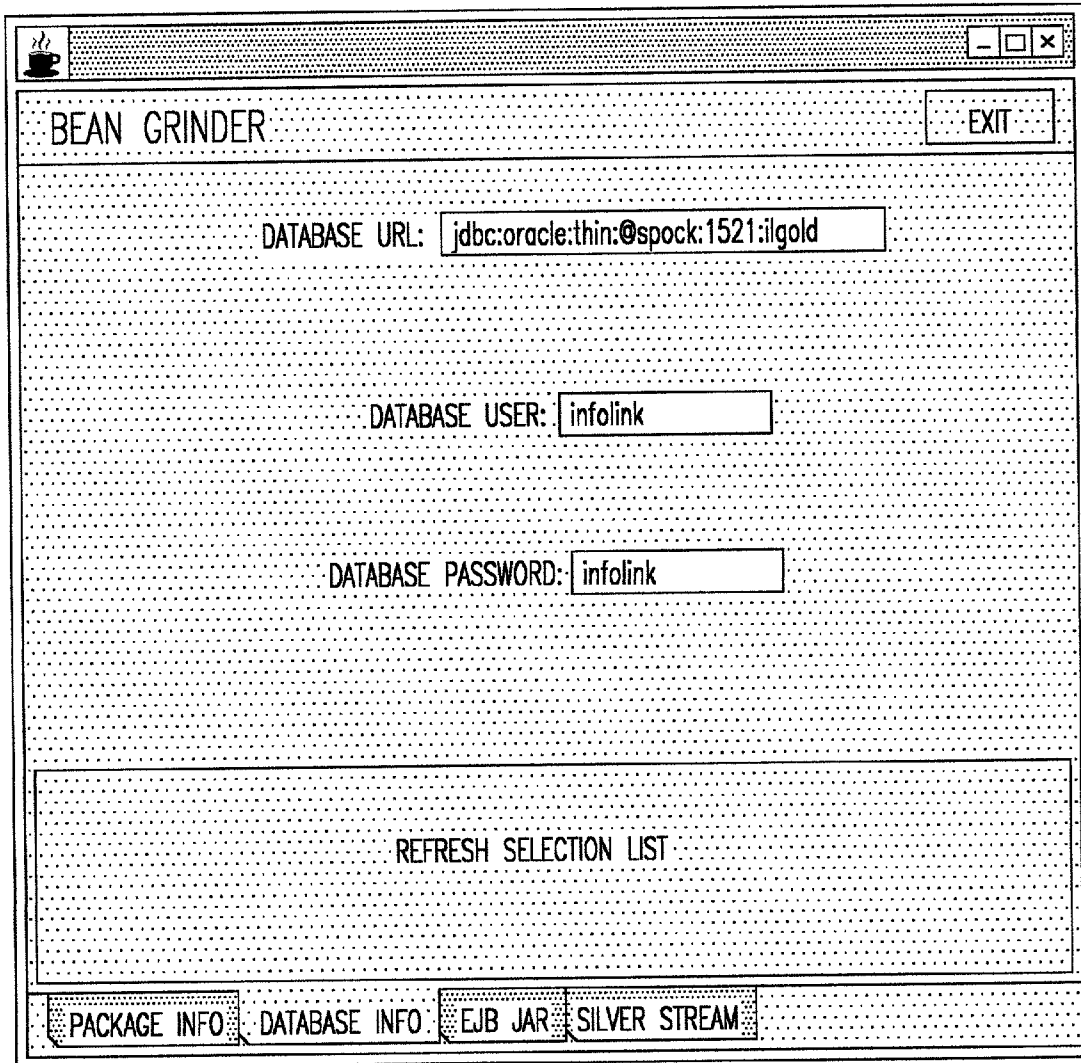 BEAN GRINDER
EXIT
DATABASE URL: jdbc:oracle:thin:@spock:1521:ilgold
DATABASE USER: infolink
DATABASE PASSWORD: infolink
REFRESH SELECTION LIST
PACKAGE INFO DATABASE INFO EJB JAR SILVER STREAM